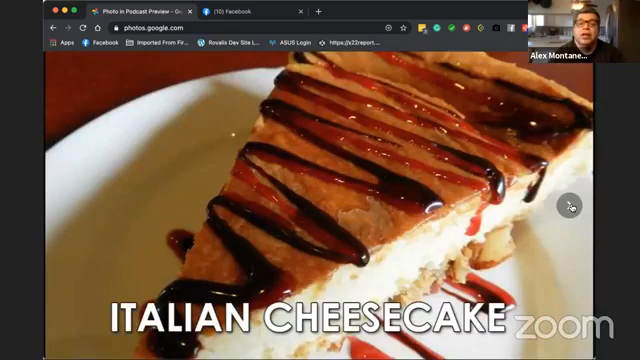 Photo in Podcast Preview -
(10) Facebook
photos.google.com
Apps
Facebook
Imported From Fir...
Rovalis Dev Site L...
ASUS Login
https://x22report....
Alex Montane...
ITALIAN CHEESECAKE
zoom